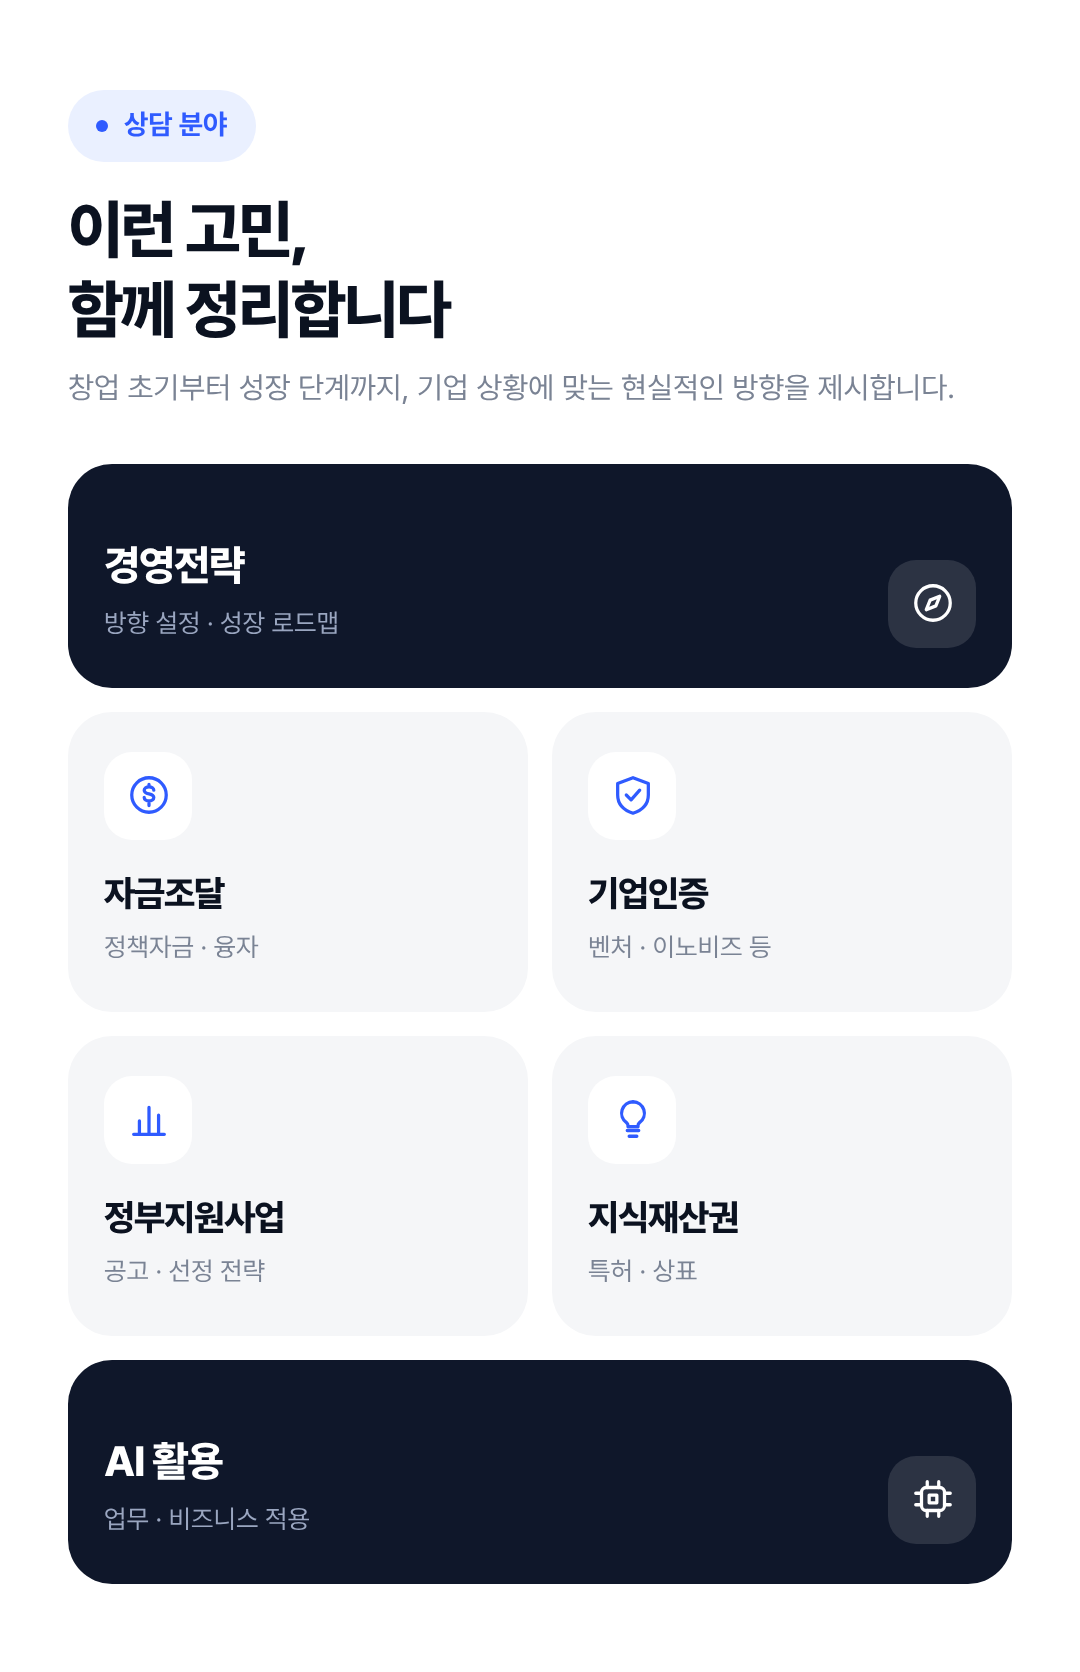 상담 분야
이런 고민,
함께 정리합니다
창업 초기부터 성장 단계까지, 기업 상황에 맞는 현실적인 방향을 제시합니다.
경영전략
방향 설정 · 성장 로드맵
자금조달
정책자금 · 융자
기업인증
벤처 · 이노비즈 등
정부지원사업
공고 · 선정 전략
지식재산권
특허 · 상표
AI 활용
업무 · 비즈니스 적용